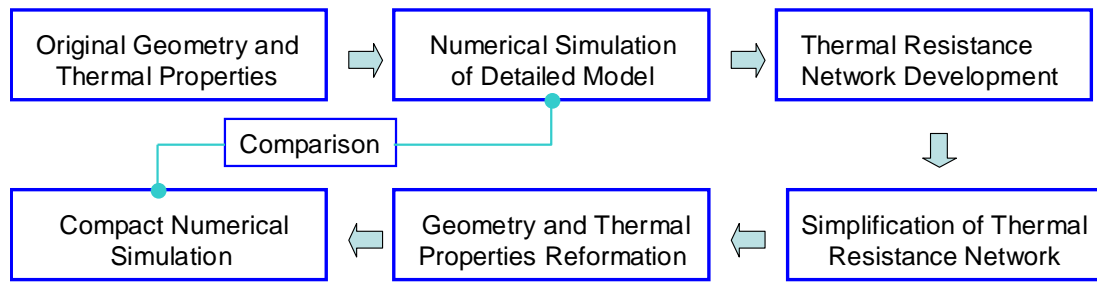 Original Geometry and
Thermal Properties
Numerical Simulation
of Detailed Model
Thermal Resistance
Network Development
Comparison
Compact Numerical
Simulation
Geometry and Thermal
Properties Reformation
Simplification of Thermal
Resistance Network